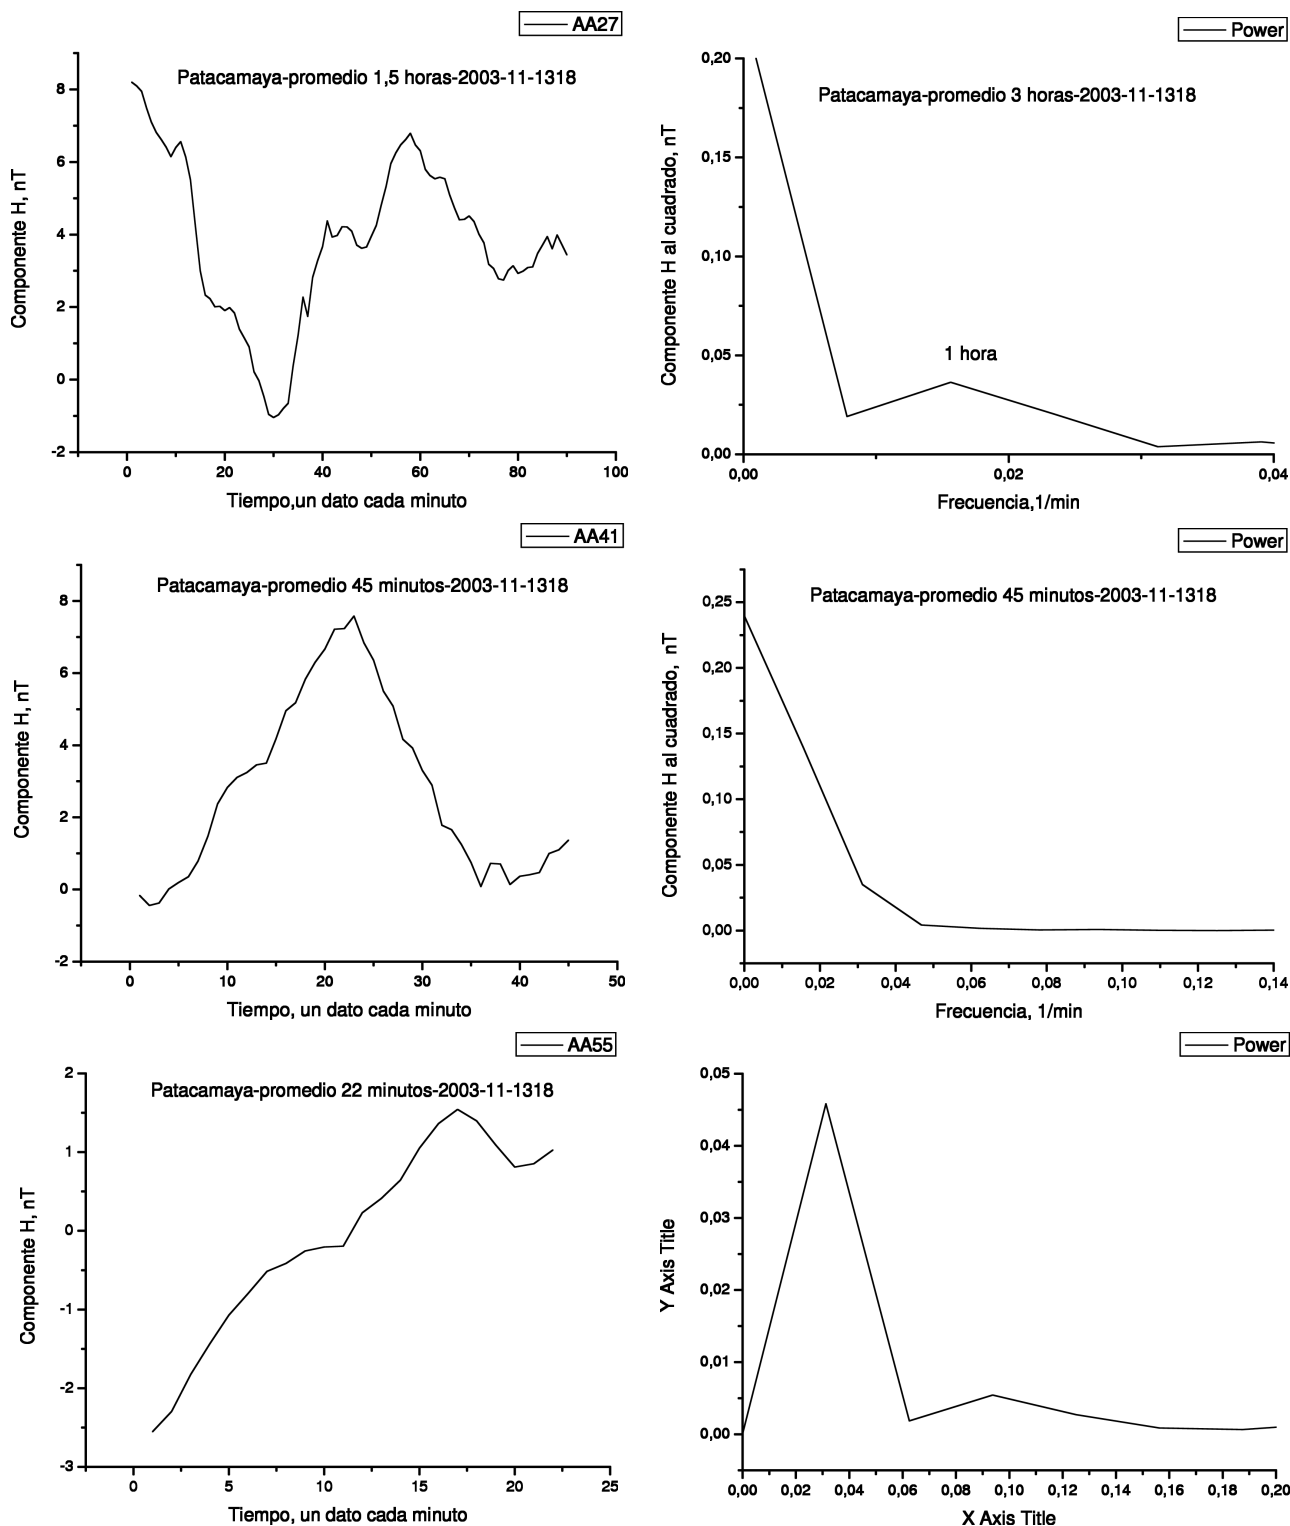 AA27
Patacamaya-promedio 1,5 horas-2003-11-1318
Componente H, nT
8
6
4
2
0
-2
0 20 40 60 80 100
Tiempo,un dato cada minuto
Power
Patacamaya-promedio 3 horas-2003-11-1318
Componente H al cuadrado, nT
0,20
0,15
0,10
0,05
0,00
1 hora
0,00 0,02 0,04
Frecuencia,1/min
AA41
Patacamaya-promedio 45 minutos-2003-11-1318
Componente H, nT
8
6
4
2
0
-2
0 10 20 30 40 50
Tiempo, un dato cada minuto
Power
Patacamaya-promedio 45 minutos-2003-11-1318
Componente H al cuadrado, nT
0,25
0,20
0,15
0,10
0,05
0,00
0,00 0,02 0,04 0,06 0,08 0,10 0,12 0,14
Frecuencia, 1/min
AA55
Patacamaya-promedio 22 minutos-2003-11-1318
Componente H, nT
2
1
0
-1
-2
-3
0 5 10 15 20 25
Tiempo, un dato cada minuto
Power
Y Axis Title
0,05
0,04
0,03
0,02
0,01
0,00
0,00 0,02 0,04 0,06 0,08 0,10 0,12 0,14 0,16 0,18 0,20
X Axis Title